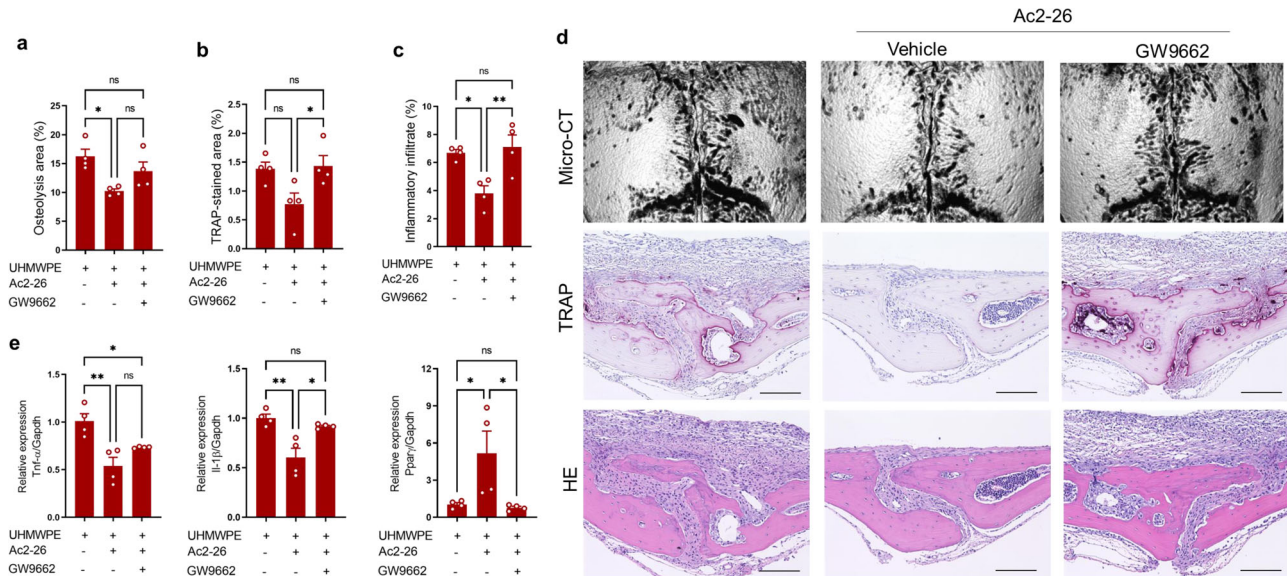 a
ns
*
ns
Osteolysis area (%)
25
20
15
10
5
0
UHMWPE + + +
Ac2-26 - + +
GW9662 - - +
b
ns
ns
*
TRAP-stained area (%)
2.5
2.0
1.5
1.0
0.5
0.0
UHMWPE + + +
Ac2-26 - + +
GW9662 - - +
c
ns
*
**
Inflammatory infiltrate (%)
10
8
6
4
2
0
UHMWPE + + +
Ac2-26 - + +
GW9662 - - +
d
Ac2-26
Vehicle
GW9662
Micro-CT
TRAP
HE
e
*
**
ns
Relative expression
Tnf-α/Gapdh
1.5
1.0
0.5
0.0
UHMWPE + + +
Ac2-26 - + +
GW9662 - - +
ns
**
*
Relative expression
Il-1β/Gapdh
1.5
1.0
0.5
0.0
UHMWPE + + +
Ac2-26 - + +
GW9662 - - +
ns
*
*
Relative expression
Pparγ/Gapdh
12
9
6
3
0
UHMWPE + + +
Ac2-26 - + +
GW9662 - - +